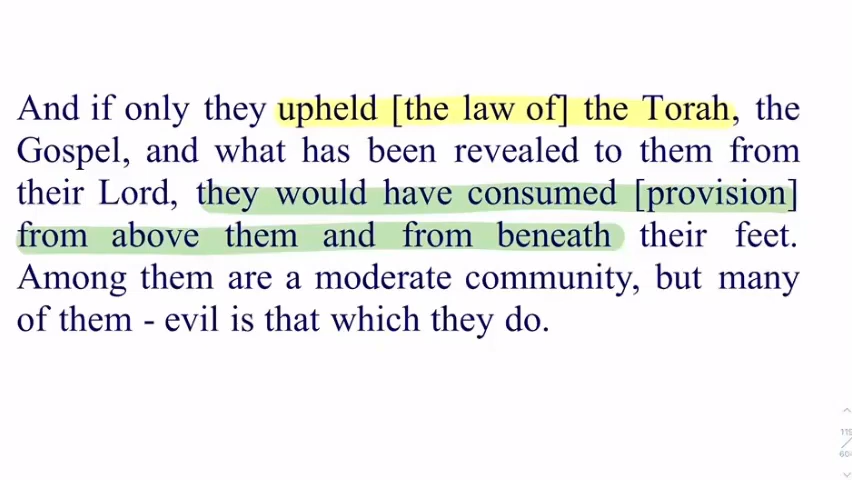 And if only they upheld [the law of] the Torah, the
Gospel, and what has been revealed to them from
their Lord, they would have consumed [provision]
from above them and from beneath their feet.
Among them are a moderate community, but many
of them - evil is that which they do.